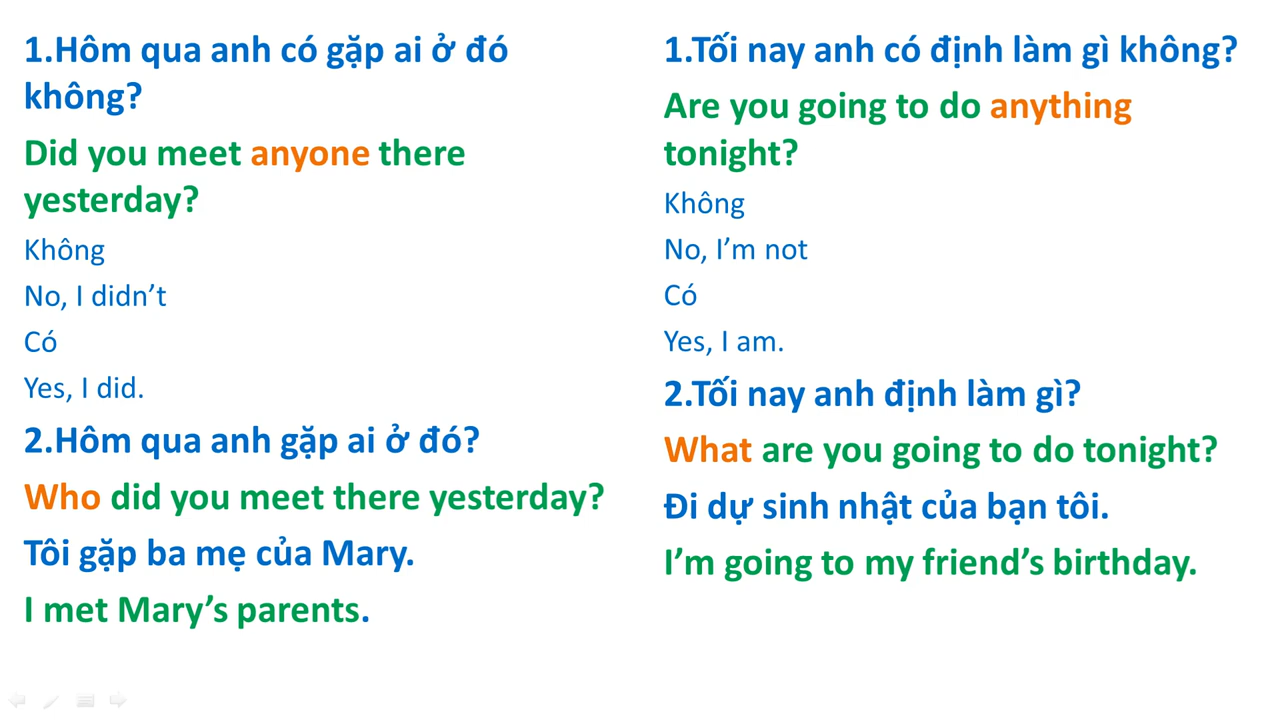 1.Hôm qua anh có gặp ai ở đó
không?
Did you meet anyone there
yesterday?
Không
No, I didn’t
Có
Yes, I did.
2.Hôm qua anh gặp ai ở đó?
Who did you meet there yesterday?
Tôi gặp ba mẹ của Mary.
I met Mary’s parents.
1.Tối nay anh có định làm gì không?
Are you going to do anything
tonight?
Không
No, I’m not
Có
Yes, I am.
2.Tối nay anh định làm gì?
What are you going to do tonight?
Đi dự sinh nhật của bạn tôi.
I’m going to my friend’s birthday.